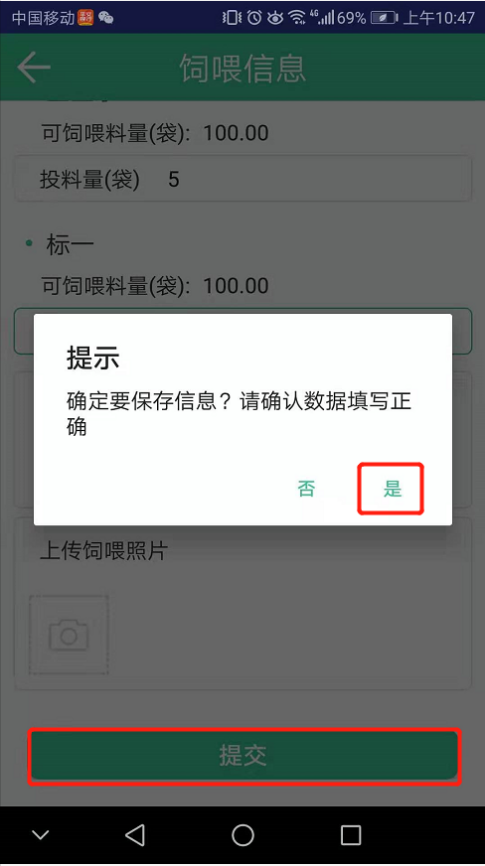 中国移动 4G 69% 上午10:47
饲喂信息
可饲喂料量(袋): 100.00
投料量(袋) 5
标一
可饲喂料量(袋): 100.00
提示
确定要保存信息？请确认数据填写正
确
否 是
上传饲喂照片
提交